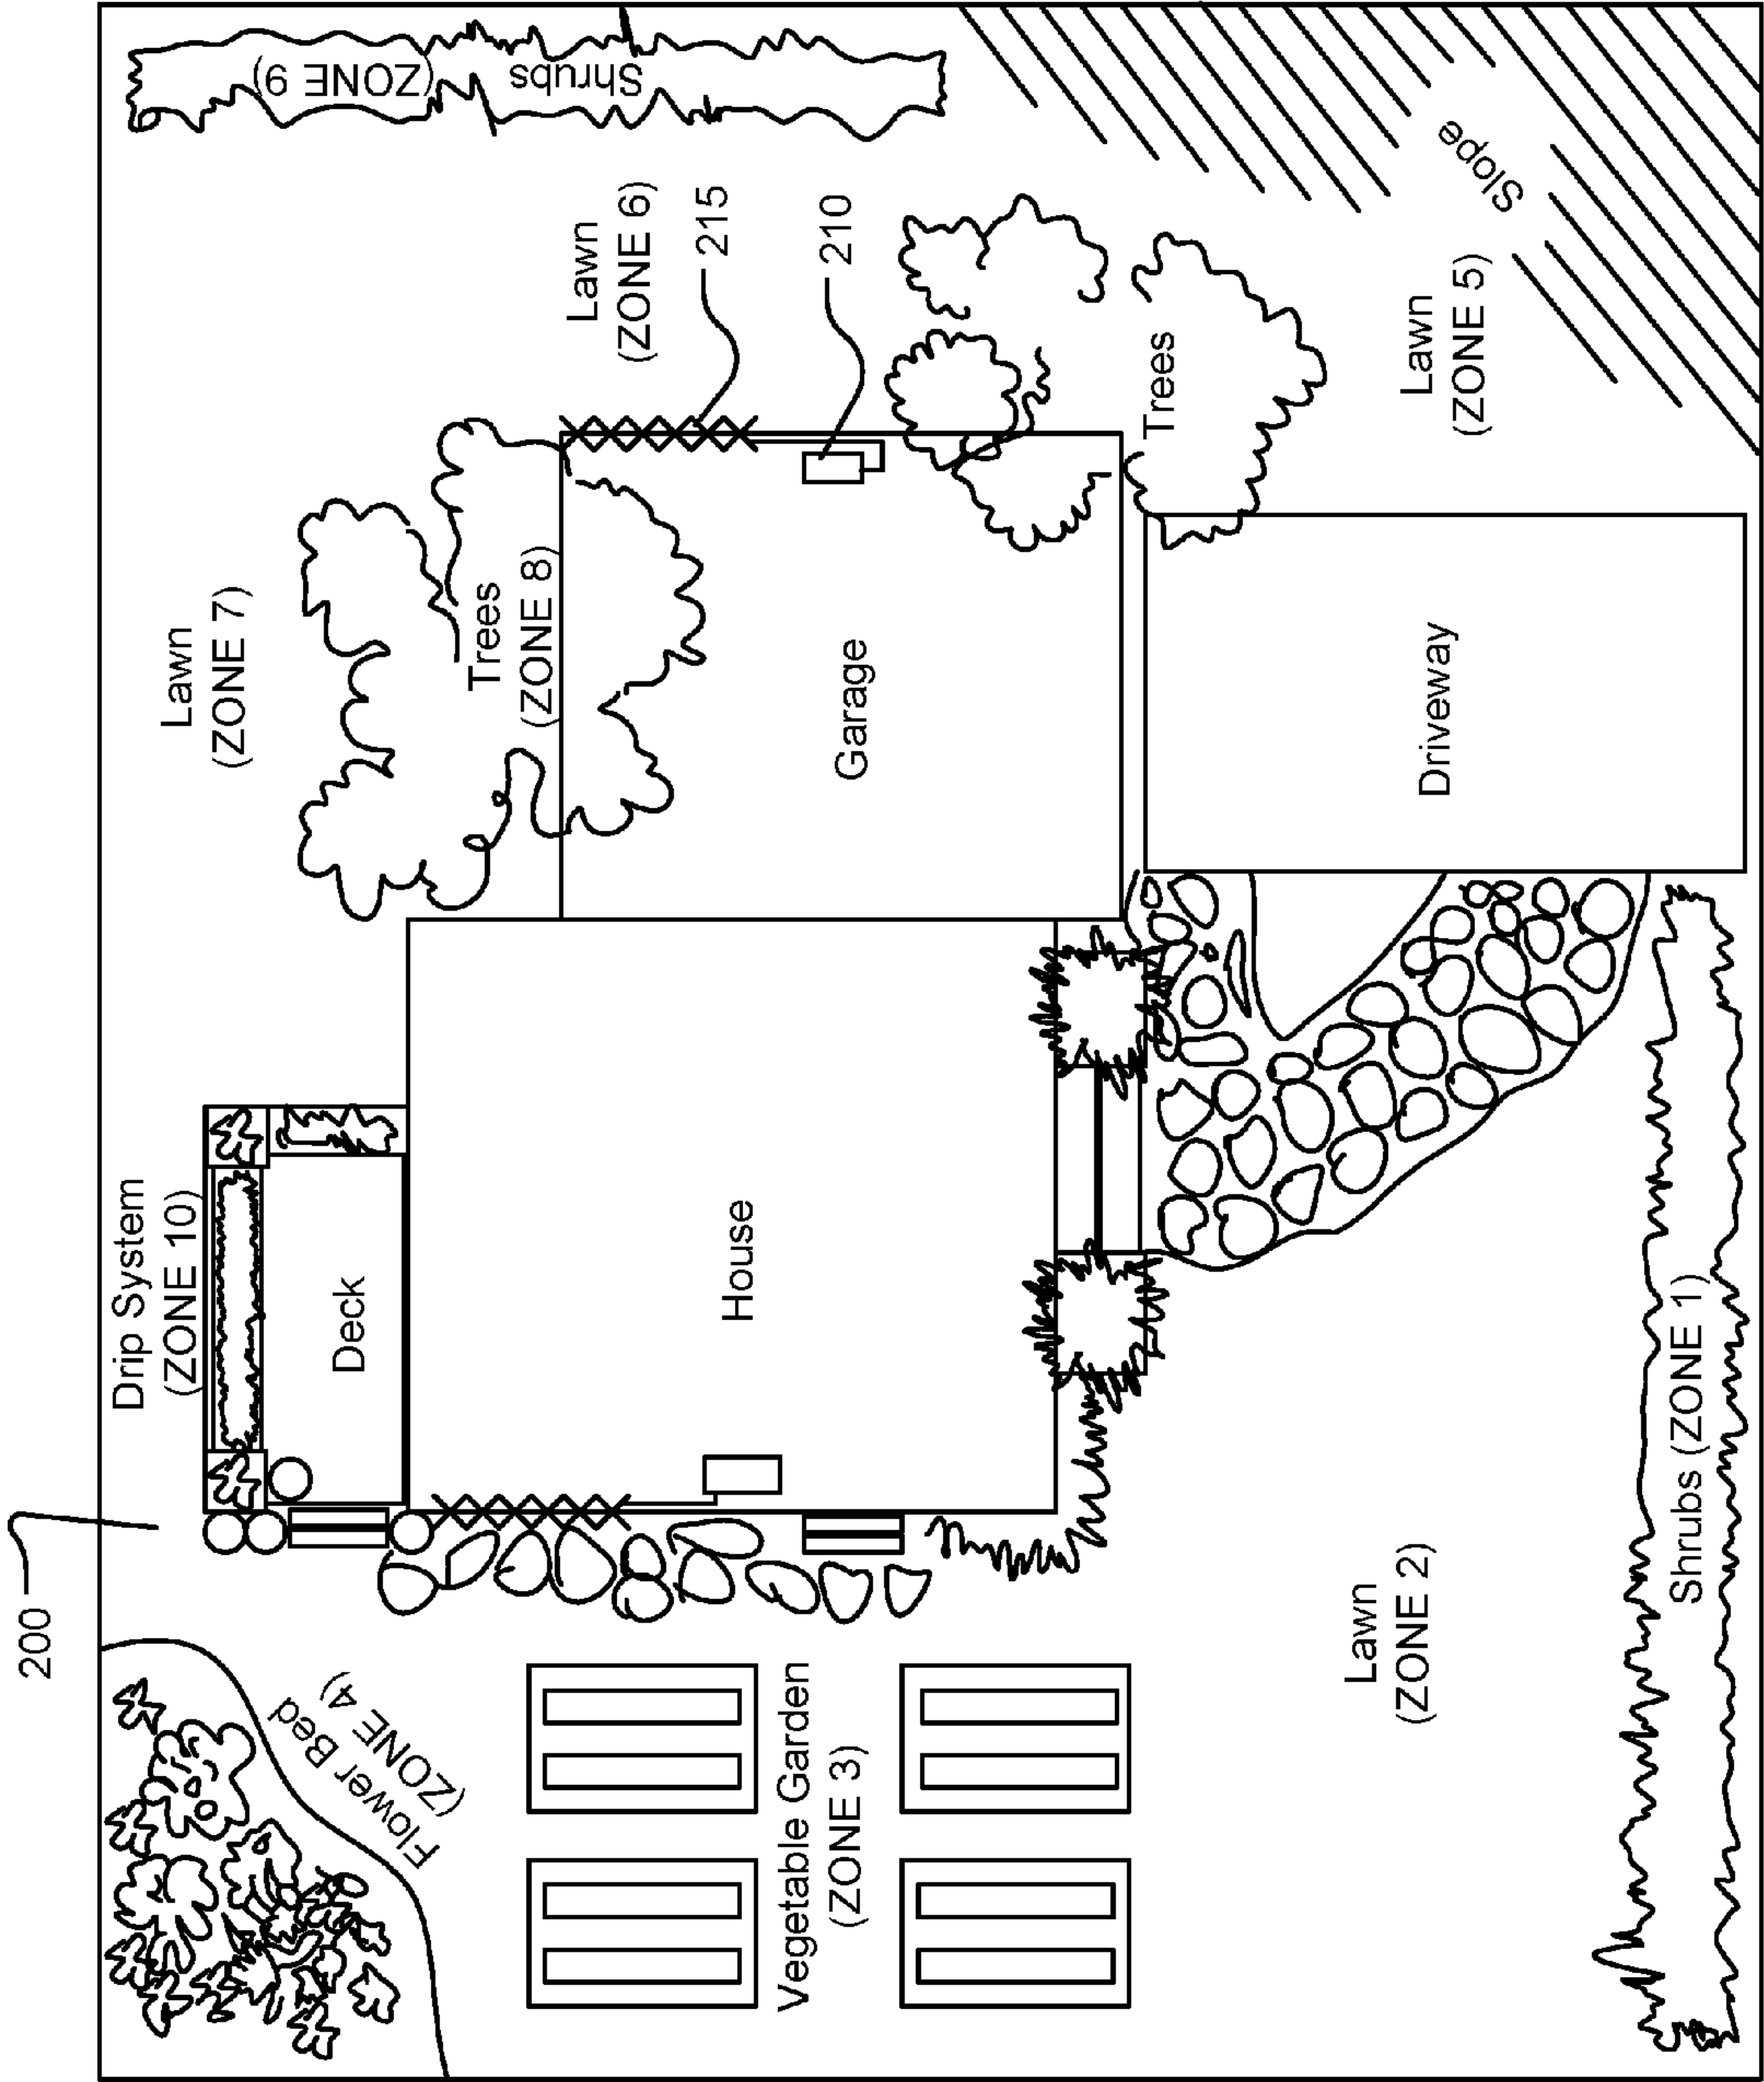 200
Flower Bed
(ZONE 4)
Drip System
(ZONE 10)
Deck
Lawn
(ZONE 7)
Trees
(ZONE 8)
Shrubs
(ZONE 9)
Lawn
(ZONE 6)
215
210
Vegetable Garden
(ZONE 3)
House
Garage
Trees
Slope
Lawn
(ZONE 2)
Driveway
Lawn
(ZONE 5)
Shrubs (ZONE 1)